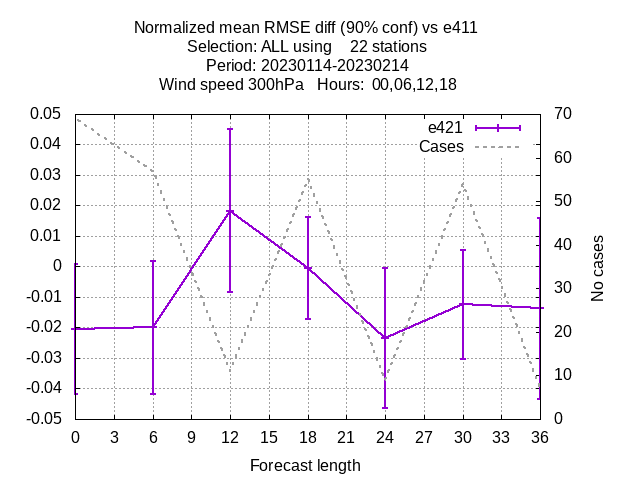 Normalized mean RMSE diff (90% conf) vs e411
Selection: ALL using    22 stations
Period: 20230114-20230214
Wind speed 300hPa   Hours:  00,06,12,18
e421
Cases
0.05
0.04
0.03
0.02
0.01
0
-0.01
-0.02
-0.03
-0.04
-0.05
70
60
50
40
30
20
10
0
No cases
0 3 6 9 12 15 18 21 24 27 30 33 36
Forecast length